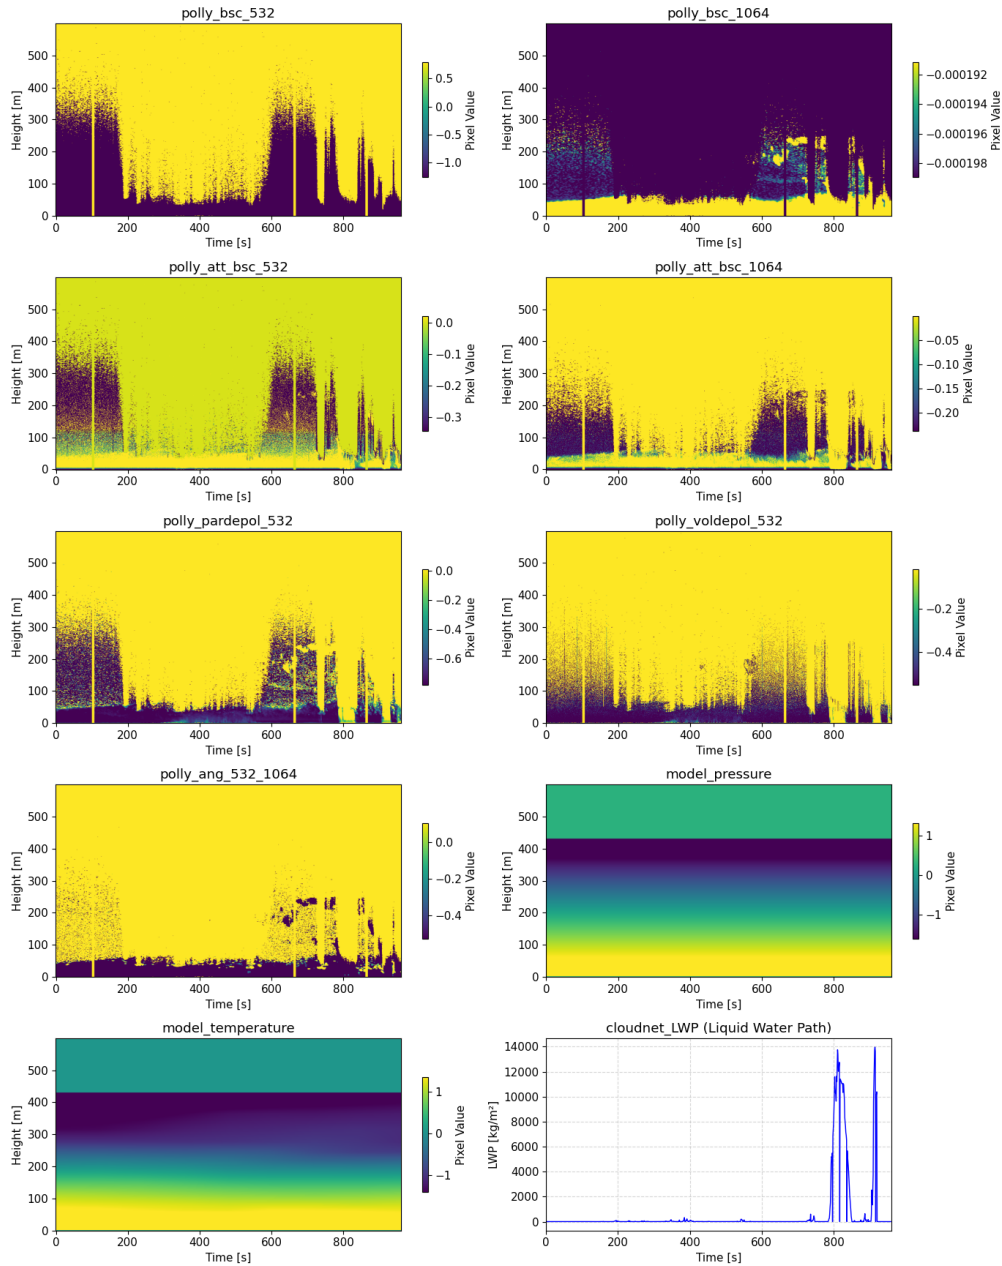 polly_bsc_532
Height [m]
500
400
300
200
100
0
0 200 400 600 800
Time [s]
0.5
0.0
−0.5
−1.0
Pixel Value
polly_bsc_1064
Height [m]
500
400
300
200
100
0
0 200 400 600 800
Time [s]
−0.000192
−0.000194
−0.000196
−0.000198
Pixel Value
polly_att_bsc_532
Height [m]
500
400
300
200
100
0
0 200 400 600 800
Time [s]
0.0
−0.1
−0.2
−0.3
Pixel Value
polly_att_bsc_1064
Height [m]
500
400
300
200
100
0
0 200 400 600 800
Time [s]
−0.05
−0.10
−0.15
−0.20
Pixel Value
polly_pardepol_532
Height [m]
500
400
300
200
100
0
0 200 400 600 800
Time [s]
0.0
−0.2
−0.4
−0.6
Pixel Value
polly_voldepol_532
Height [m]
500
400
300
200
100
0
0 200 400 600 800
Time [s]
−0.2
−0.4
Pixel Value
polly_ang_532_1064
Height [m]
500
400
300
200
100
0
0 200 400 600 800
Time [s]
0.0
−0.2
−0.4
Pixel Value
model_pressure
Height [m]
500
400
300
200
100
0
0 200 400 600 800
Time [s]
1
0
−1
Pixel Value
model_temperature
Height [m]
500
400
300
200
100
0
0 200 400 600 800
Time [s]
1
0
−1
Pixel Value
cloudnet_LWP (Liquid Water Path)
LWP [kg/m²]
14000
12000
10000
8000
6000
4000
2000
0
0 200 400 600 800
Time [s]